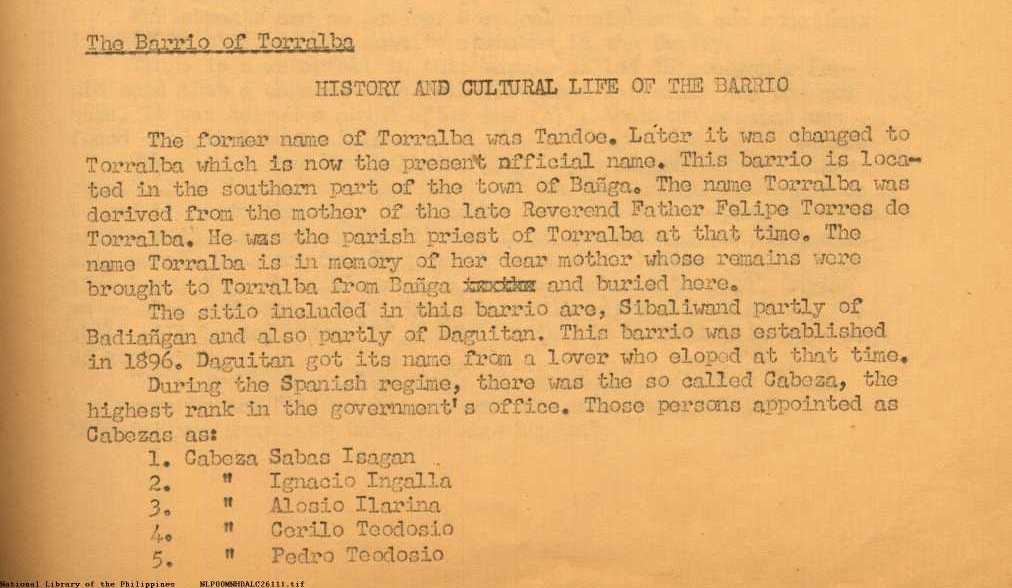 The Barrio of Torralba
HISTORY AND CULTURAL LIFE OF THE BARRIO
The former name of Torralba was Tandoe. Later it was changed to
Torralba which is now the present nfficial name. This barrio is loca-
ted in the southern part of the town of Bañga. The name Torralba was
derived from the mother of the late Reverend Father Felipe Torres de
Torralba. He was the parish priest of Torralba at that time. The
name Torralba is in memory of her dear mother whose remains were
brought to Torralba from Bañga and buried here.
The sitio included in this barrio are, Sibaliwand partly of
Badiañgan and also partly of Daguitan. This barrio was established
in 1896. Daguitan got its name from a lover who eloped at that time.
During the Spanish regime, there was the so called Cabeza, the
highest rank in the government's office. Those persons appointed as
Cabezas as:
1. Cabeza Sabas Isagan
2. " Ignacio Ingalla
3. " Alosio Ilarina
4. " Cerilo Teodosio
5. " Pedro Teodosio
National Library of the Philippines NLP00MNHDALC26111.tif